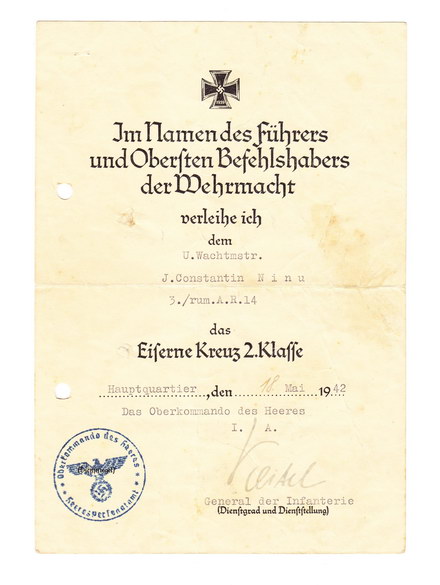 Im Namen des Führers
und Obersten Befehlshabers
der Wehrmacht
verleihe ich
dem
U.Wachtmstr.
J.Constantin N i n u
3./rum.A.R.14
das
Eiserne Kreuz 2.Klasse
Hauptquartier, den 18. Mai 1942
Das Oberkommando des Heeres
I. A.
Keitel
General der Infanterie
(Dienstgrad und Dienststellung)
Oberkommando des Heeres
(Dienstsiegel)
Heerespersonalamt